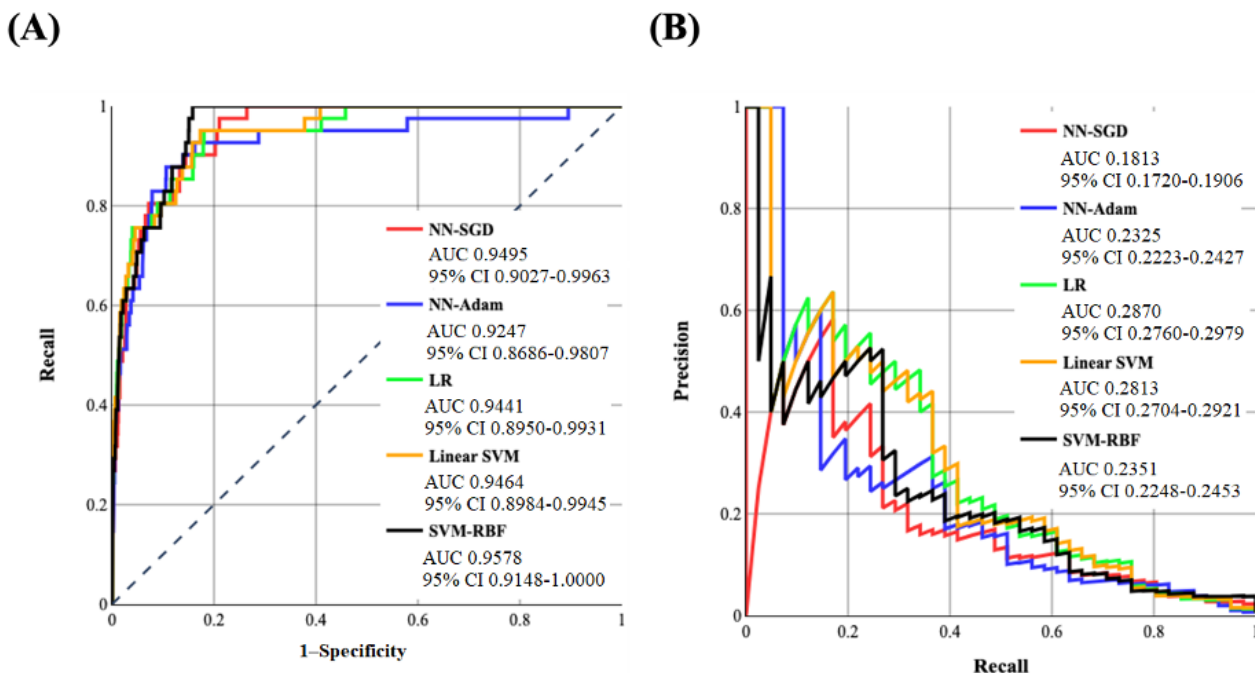 (A)
(B)
1
0.8
0.6
0.4
0.2
0
0.2
0.4
0.6
0.8
1
Recall
1–Specificity
NN-SGD
AUC 0.9495
95% CI 0.9027-0.9963
NN-Adam
AUC 0.9247
95% CI 0.8686-0.9807
LR
AUC 0.9441
95% CI 0.8950-0.9931
Linear SVM
AUC 0.9464
95% CI 0.8984-0.9945
SVM-RBF
AUC 0.9578
95% CI 0.9148-1.0000
1
0.8
0.6
0.4
0.2
0
0
0.2
0.4
0.6
0.8
1
Precision
Recall
NN-SGD
AUC 0.1813
95% CI 0.1720-0.1906
NN-Adam
AUC 0.2325
95% CI 0.2223-0.2427
LR
AUC 0.2870
95% CI 0.2760-0.2979
Linear SVM
AUC 0.2813
95% CI 0.2704-0.2921
SVM-RBF
AUC 0.2351
95% CI 0.2248-0.2453